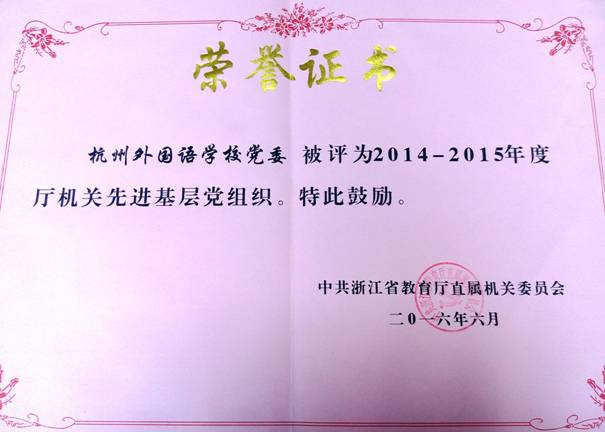 荣誉证书
杭州外国语学校党委 被评为2014-2015年度
厅机关先进基层党组织。特此鼓励。
中共浙江省教育厅直属机关委员会
二〇一六年六月